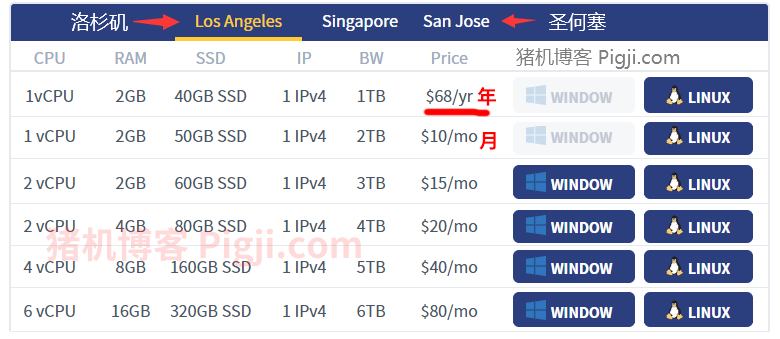 洛杉矶 Los Angeles Singapore San Jose 圣何塞
CPU RAM SSD IP BW Price 猪机博客 Pigji.com
1vCPU 2GB 40GB SSD 1 IPv4 1TB $68/yr 年 WINDOW LINUX
1 vCPU 2GB 50GB SSD 1 IPv4 2TB $10/mo 月 WINDOW LINUX
2 vCPU 2GB 60GB SSD 1 IPv4 3TB $15/mo WINDOW LINUX
2 vCPU 4GB 80GB SSD 1 IPv4 4TB $20/mo WINDOW LINUX
猪机博客 Pigji.com
4 vCPU 8GB 160GB SSD 1 IPv4 5TB $40/mo WINDOW LINUX
6 vCPU 16GB 320GB SSD 1 IPv4 6TB $80/mo WINDOW LINUX